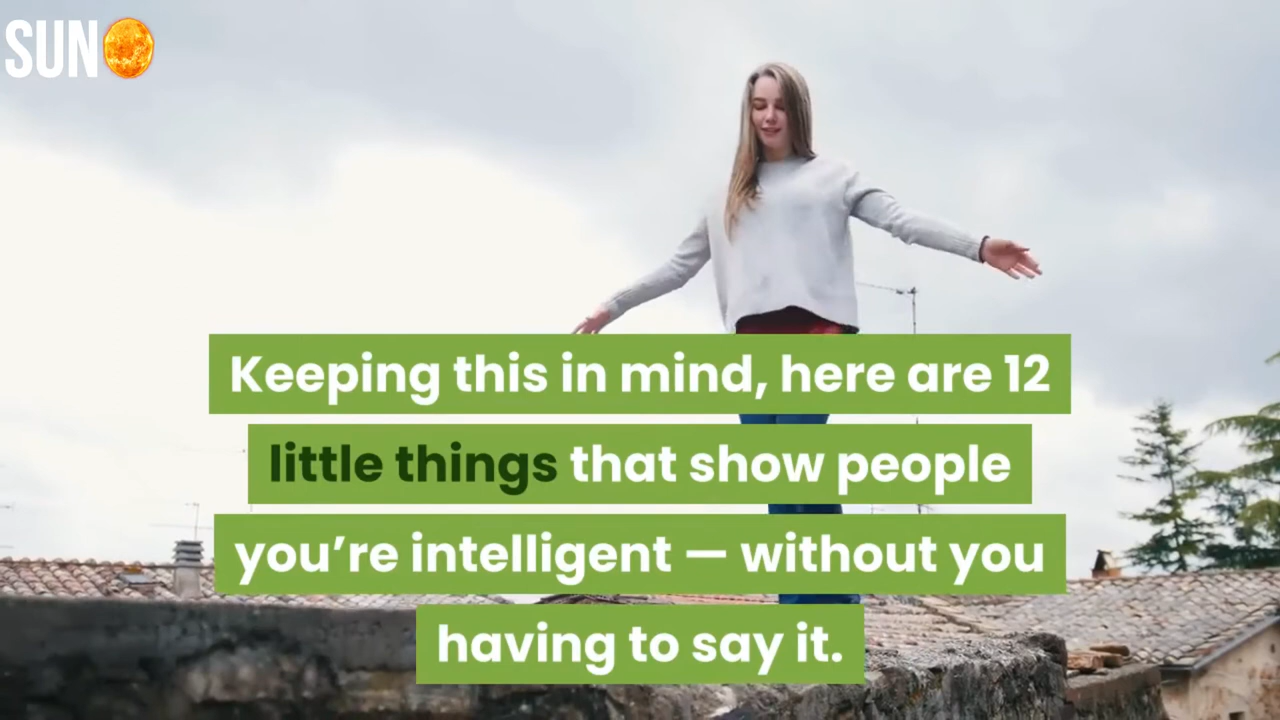 SUN
Keeping this in mind, here are 12
little things that show people
you’re intelligent — without you
having to say it.